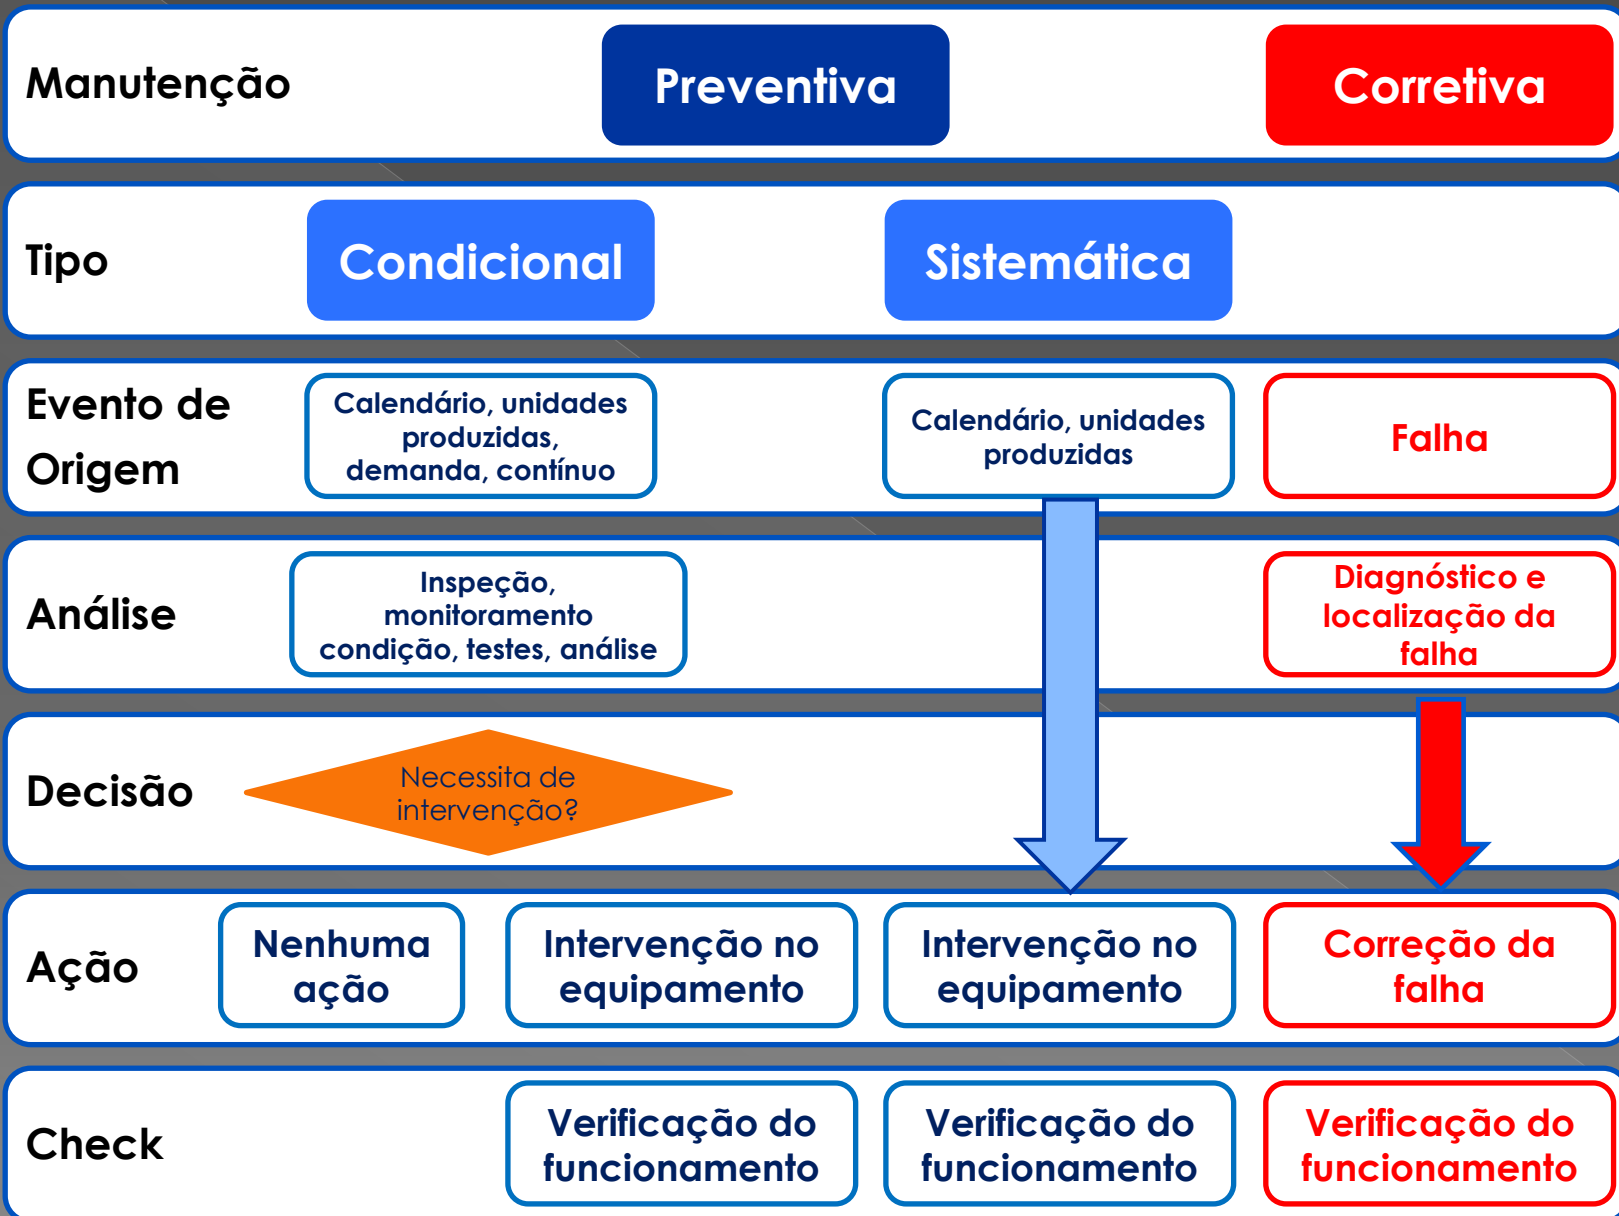 Manutenção
Preventiva
Corretiva
Tipo
Condicional
Sistemática
Evento de
Origem
Calendário, unidades
produzidas,
demanda, contínuo
Calendário, unidades
produzidas
Falha
Análise
Inspeção,
monitoramento
condição, testes, análise
Diagnóstico e
localização da
falha
Decisão
Necessita de
intervenção?
Ação
Nenhuma
ação
Intervenção no
equipamento
Intervenção no
equipamento
Correção da
falha
Check
Verificação do
funcionamento
Verificação do
funcionamento
Verificação do
funcionamento